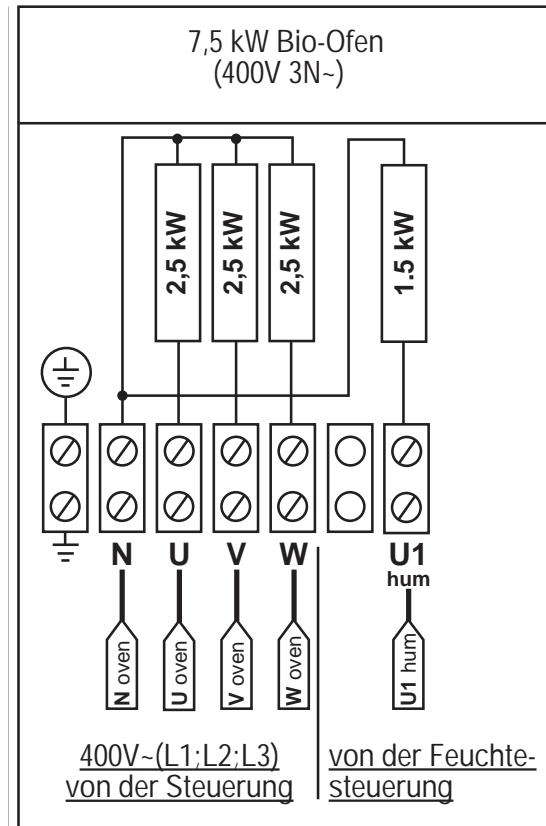 7,5 kW Bio-Ofen
(400V 3N~)
2,5 kW
2,5 kW
2,5 kW
1.5 kW
N
U
V
W
U1
hum
N oven
U oven
V oven
W oven
U1 hum
400V~(L1;L2;L3)
von der Steuerung
von der Feuchte-
steuerung